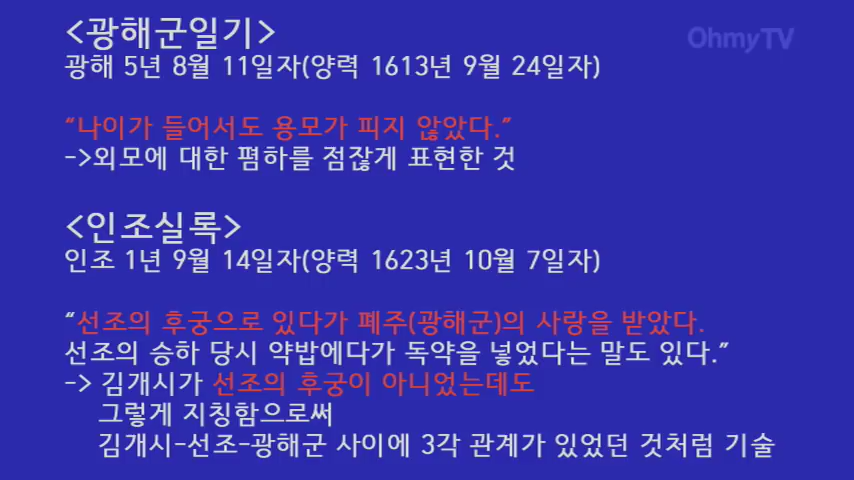 <광해군일기>
OhmyTV
광해 5년 8월 11일자(양력 1613년 9월 24일자)
“나이가 들어서도 용모가 피지 않았다.”
->외모에 대한 폄하를 점잖게 표현한 것
<인조실록>
인조 1년 9월 14일자(양력 1623년 10월 7일자)
“선조의 후궁으로 있다가 폐주(광해군)의 사랑을 받았다.
선조의 승하 당시 약밥에다가 독약을 넣었다는 말도 있다.”
-> 김개시가 선조의 후궁이 아니었는데도
그렇게 지칭함으로써
김개시-선조-광해군 사이에 3각 관계가 있었던 것처럼 기술